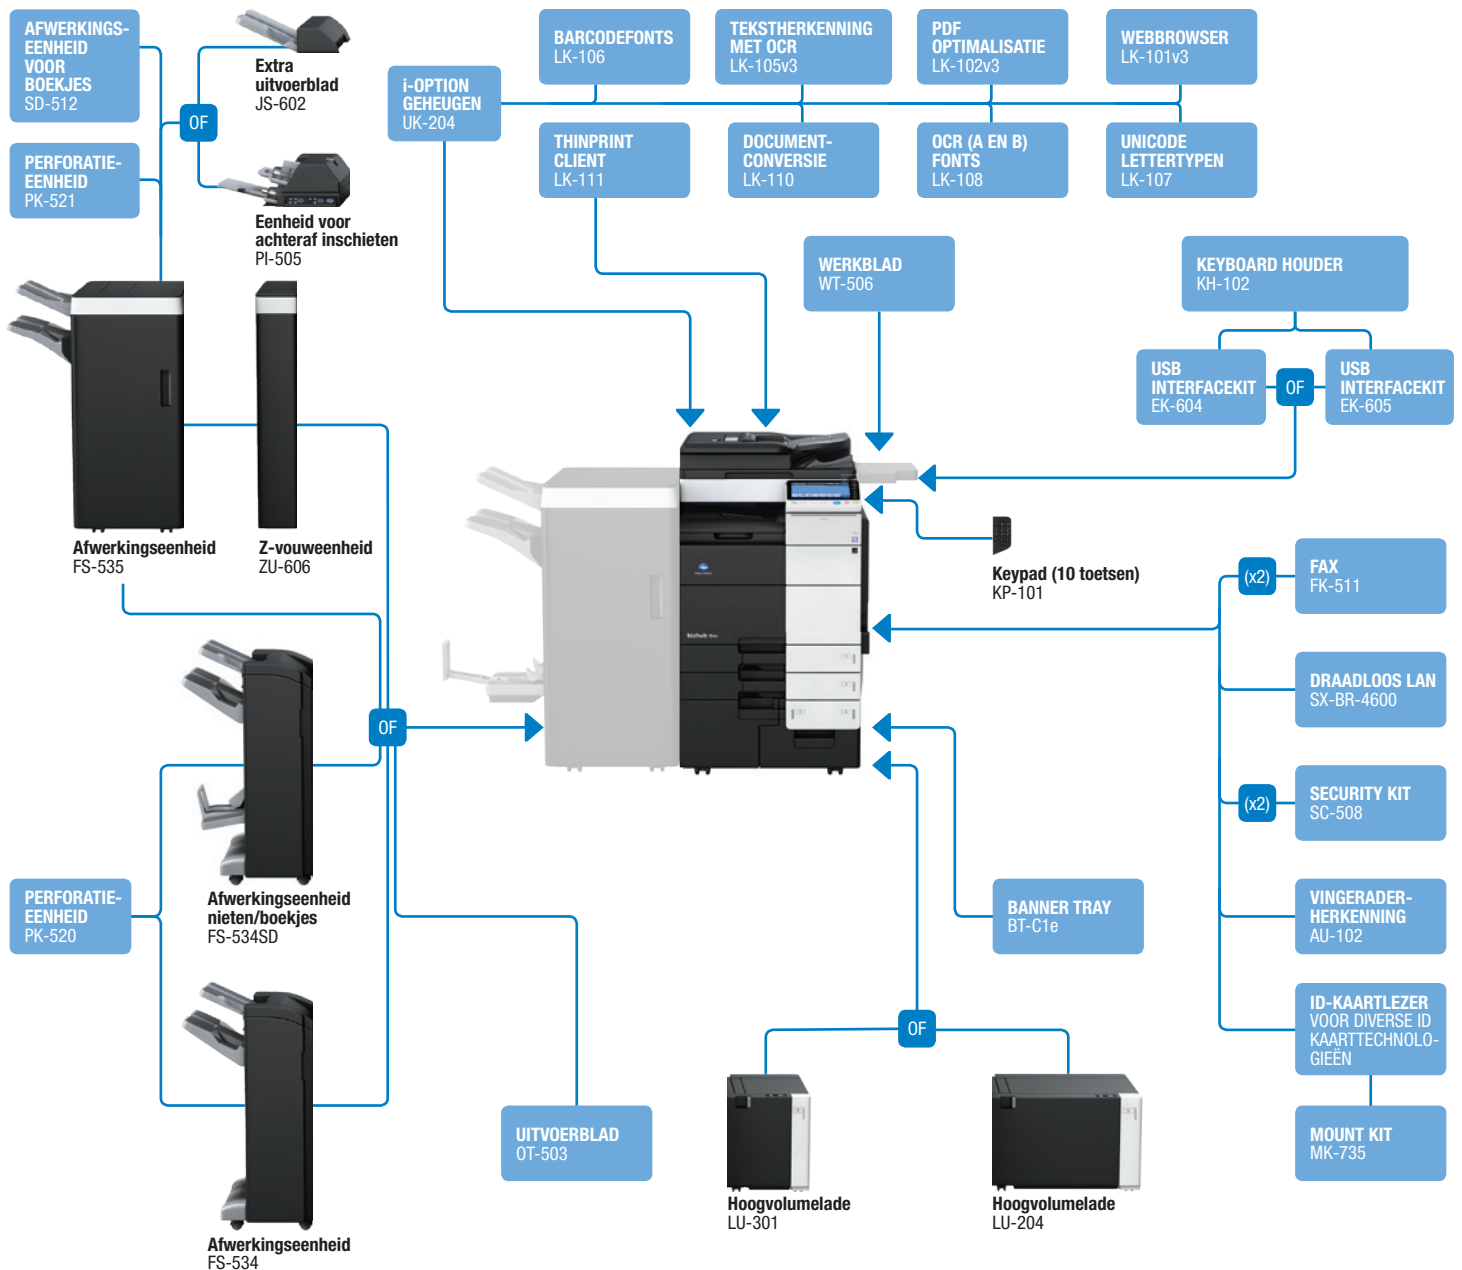 AFWERKINGS-
EENHEID
VOOR
BOEKJES
SD-512
PERFORATIE-
EENHEID
PK-521
OF
Extra
uitvoerblad
JS-602
Eenheid voor
achteraf inschieten
PI-505
i-OPTION
GEHEUGEN
UK-204
BARCODEFONTS
LK-106
TEKSTHERKENNING
MET OCR
LK-105v3
PDF
OPTIMALISATIE
LK-102v3
WEBBROWSER
LK-101v3
THINPRINT
CLIENT
LK-111
DOCUMENT-
CONVERSIE
LK-110
OCR (A EN B)
FONTS
LK-108
UNICODE
LETTERTYPEN
LK-107
WERKBLAD
WT-506
KEYBOARD HOUDER
KH-102
USB
INTERFACEKIT
EK-604
OF
USB
INTERFACEKIT
EK-605
Afwerkingseenheid
FS-535
Z-vouweenheid
ZU-606
Keypad (10 toetsen)
KP-101
bizhub
(x2)
FAX
FK-511
DRAADLOOS LAN
SX-BR-4600
(x2)
SECURITY KIT
SC-508
VINGERADER-
HERKENNING
AU-102
ID-KAARTLEZER
VOOR DIVERSE ID
KAARTTECHNOLO-
GIEËN
MOUNT KIT
MK-735
OF
PERFORATIE-
EENHEID
PK-520
Afwerkingseenheid
nieten/boekjes
FS-534SD
Afwerkingseenheid
FS-534
UITVOERBLAD
OT-503
BANNER TRAY
BT-C1e
OF
Hoogvolumelade
LU-301
Hoogvolumelade
LU-204